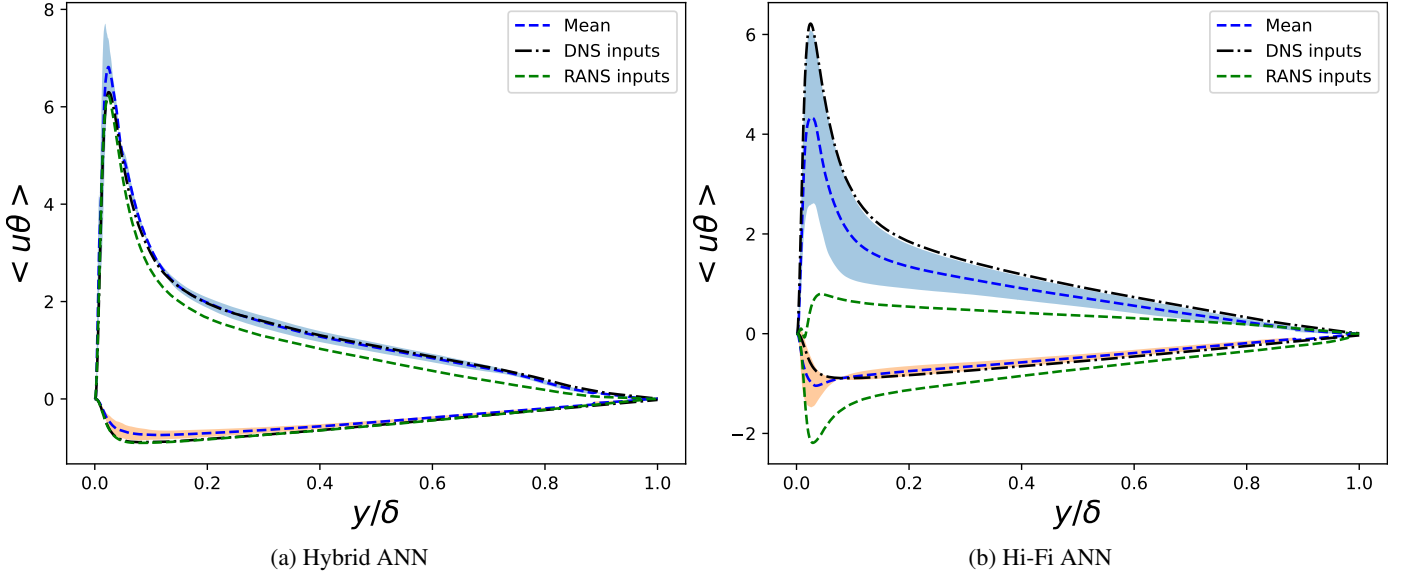 8
6
4
2
0
< uθ >
0.0 0.2 0.4 0.6 0.8 1.0
y/δ
Mean
DNS inputs
RANS inputs
(a) Hybrid ANN
6
4
2
0
−2
< uθ >
0.0 0.2 0.4 0.6 0.8 1.0
y/δ
Mean
DNS inputs
RANS inputs
(b) Hi-Fi ANN